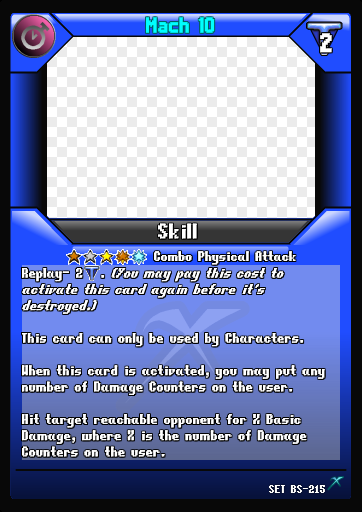 Mach 10
2
Skill
Combo Physical Attack
Replay- 2. (You may pay this cost to
activate this card again before it's
destroyed.)
This card can only be used by Characters.
When this card is activated, you may put any
number of Damage Counters on the user.
Hit target reachable opponent for X Basic
Damage, where X is the number of Damage
Counters on the user.
SET BS-215